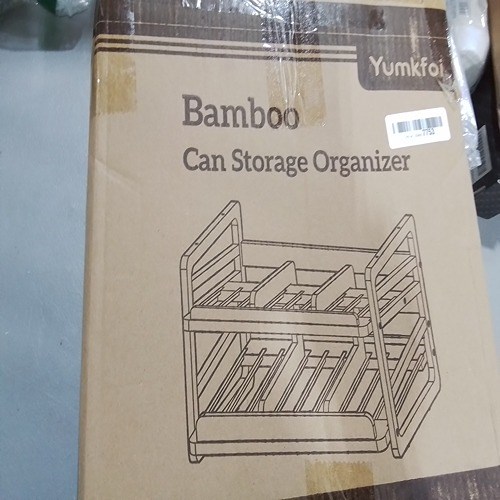 Yumkfoi
Bamboo
Can Storage Organizer